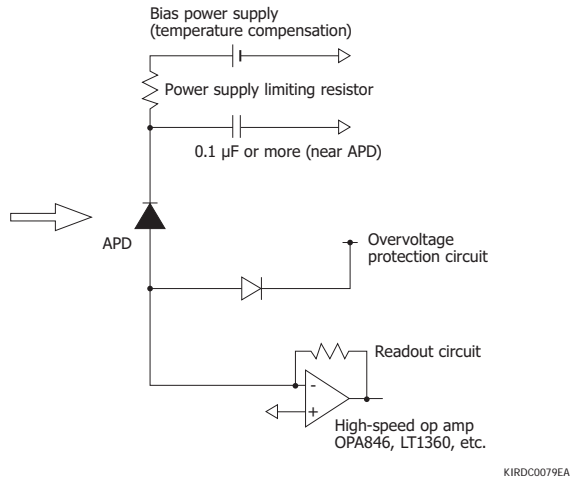 Bias power supply
(temperature compensation)
Power supply limiting resistor
0.1 µF or more (near APD)
APD
Overvoltage
protection circuit
Readout circuit
-
+
High-speed op amp
OPA846, LT1360, etc.
KIRDC0079EA